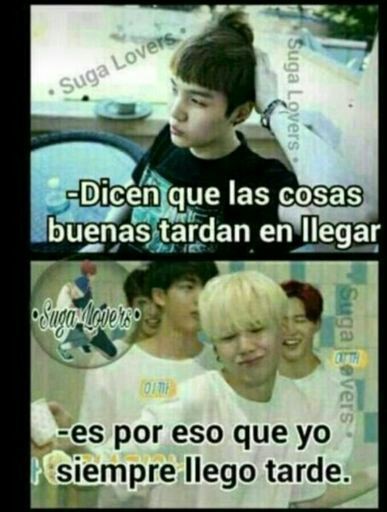 • Suga Lovers •
• Suga Lovers •
-Dicen que las cosas
buenas tardan en llegar
•Suga Lovers•
Suga Lovers •
-es por eso que yo
siempre llego tarde.